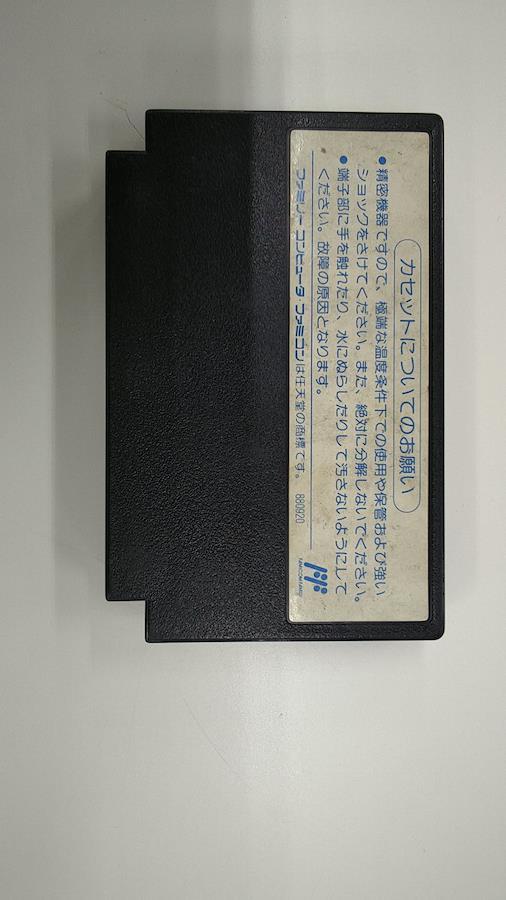 カセットについてのお願い
●精密機器ですので、極端な温度条件下での使用や保管および強い
ショックをさけてください。また、絶対に分解しないでください。
●端子部に手を触れたり、水にぬらしたりして汚さないようにして
ください。故障の原因となります。
ファミリーコンピュータ・ファミコンは任天堂の商標です。 880920